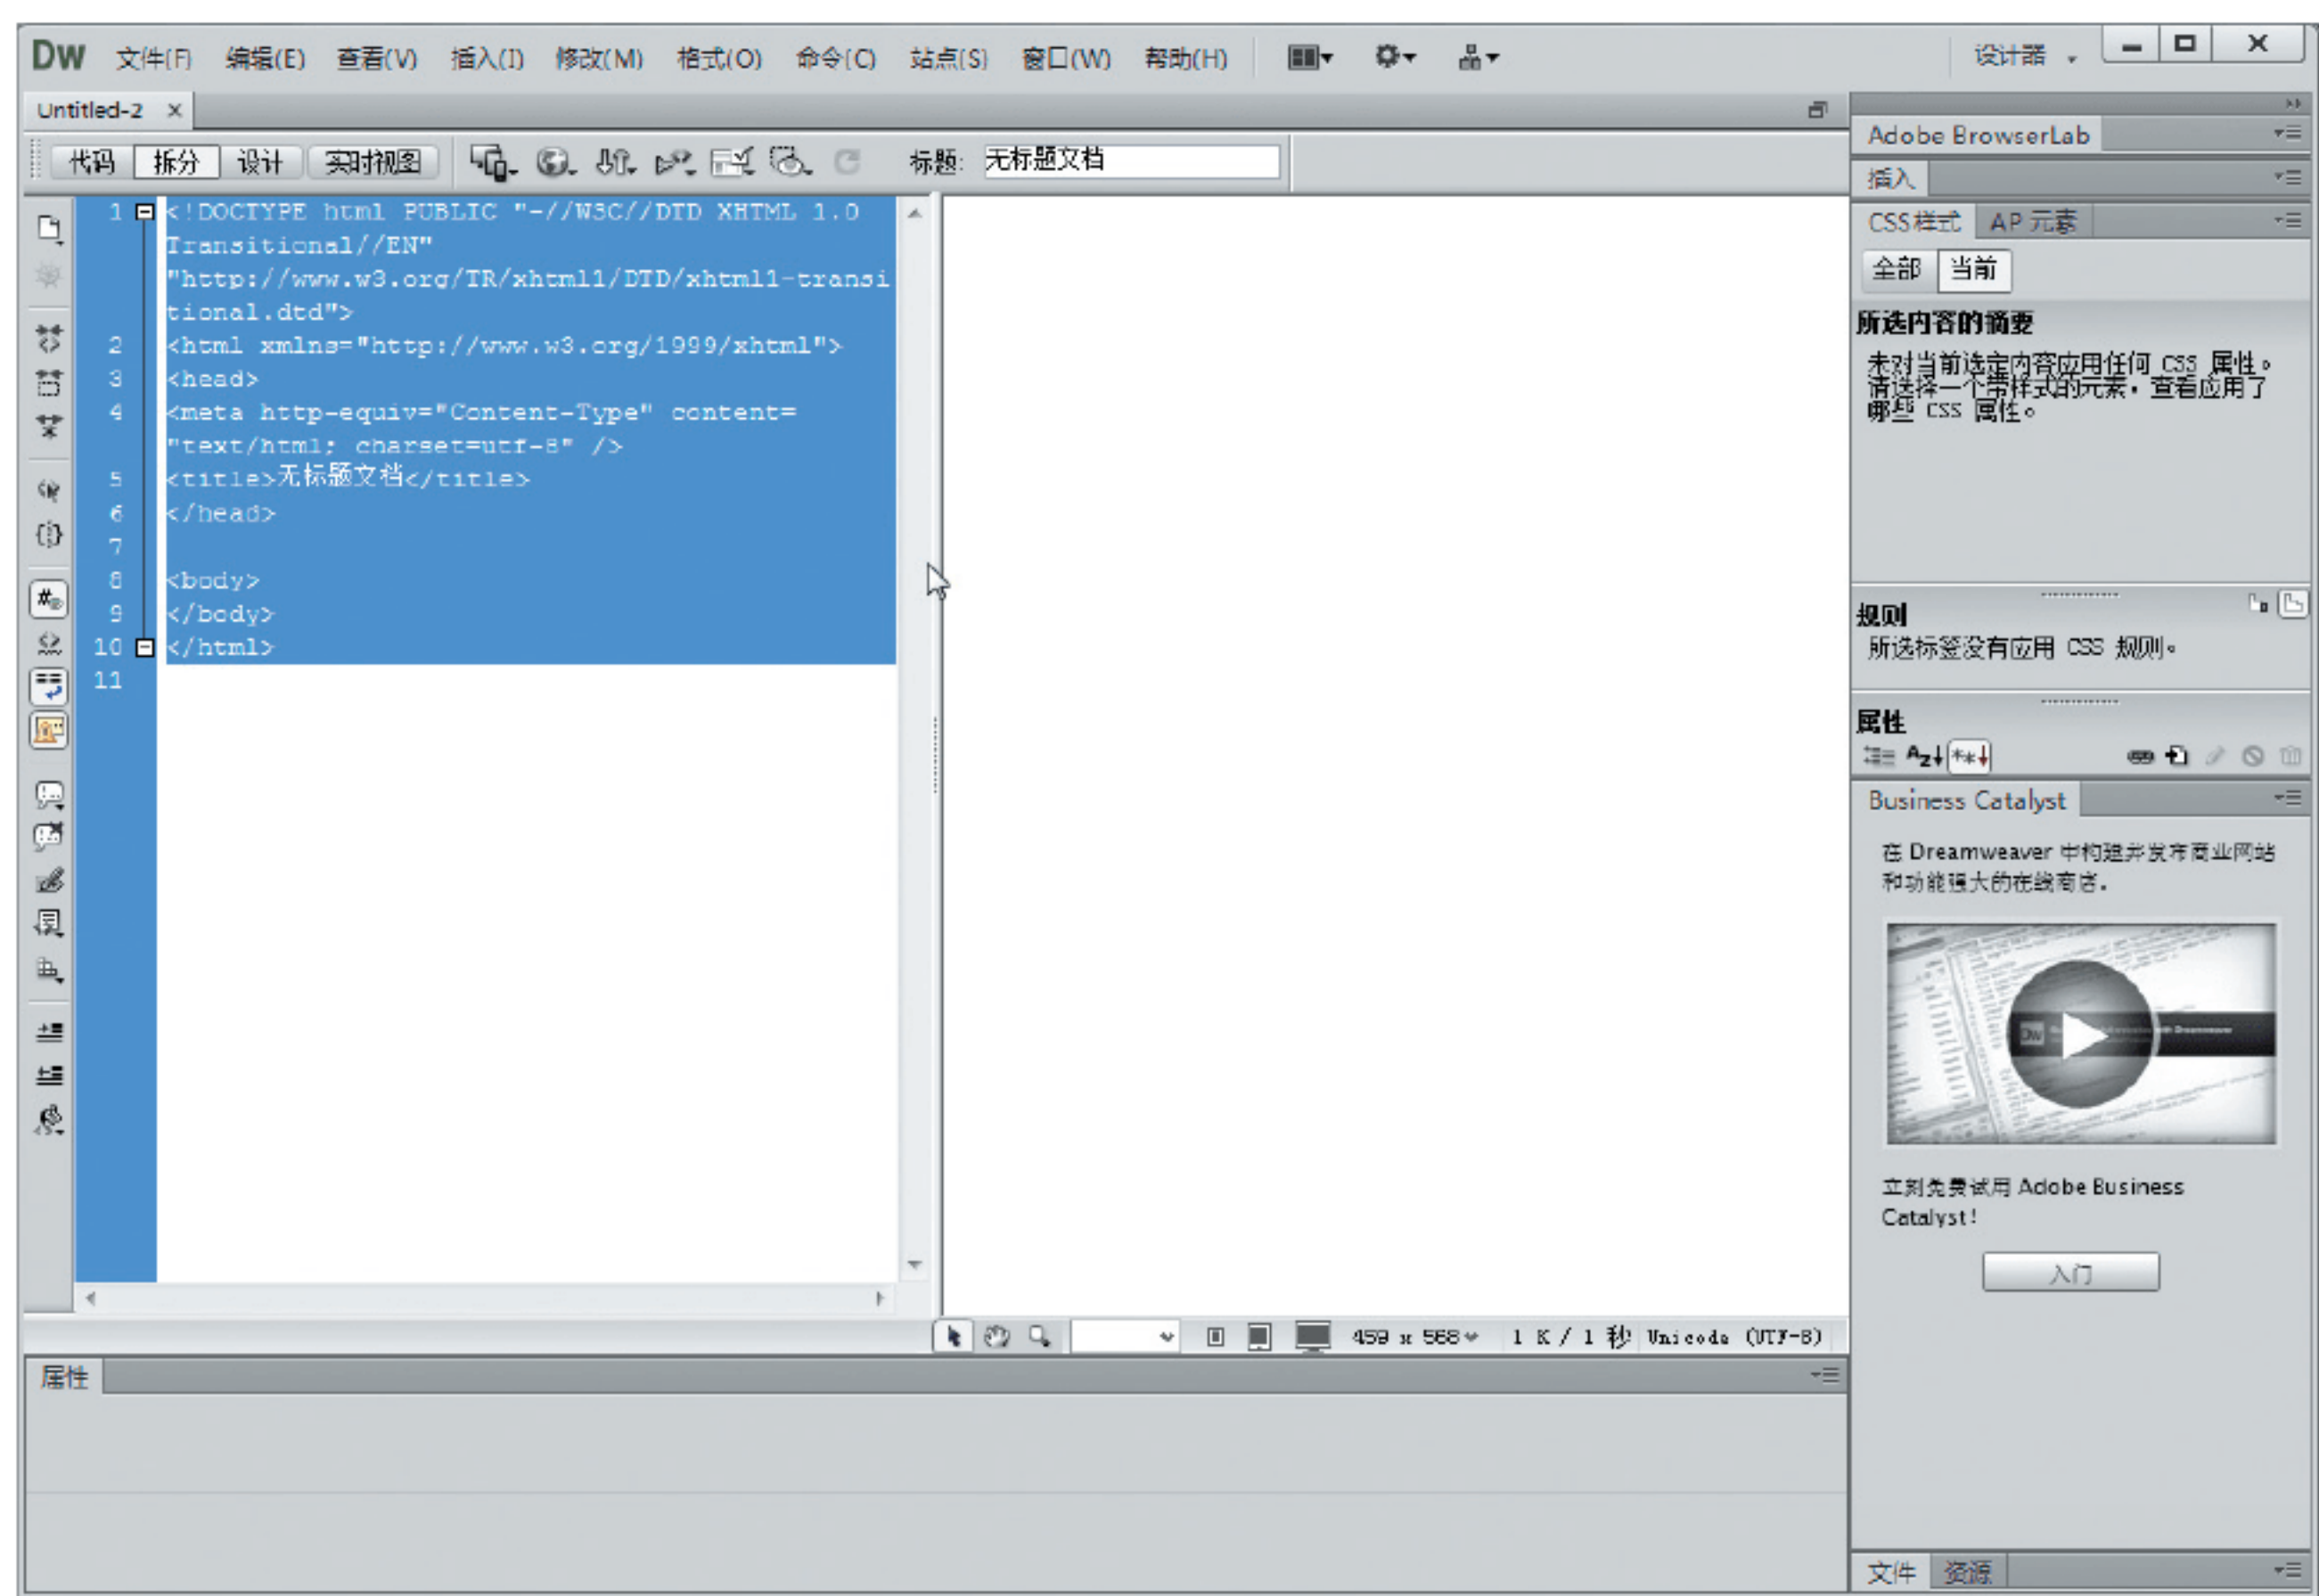 Dw 文件(F) 编辑(E) 查看(V) 插入(I) 修改(M) 格式(O) 命令(C) 站点(S) 窗口(W) 帮助(H) 设计器
Untitled-2
代码 拆分 设计 实时视图 标题: 无标题文档
1 <!DOCTYPE html PUBLIC "-//W3C//DTD XHTML 1.0
Transitional//EN"
"http://www.w3.org/TR/xhtml1/DTD/xhtml1-transi
tional.dtd">
2 <html xmlns="http://www.w3.org/1999/xhtml">
3 <head>
4 <meta http-equiv="Content-Type" content=
"text/html; charset=utf-8" />
5 <title>无标题文档</title>
6 </head>
7
8 <body>
9 </body>
10 </html>
11
459 x 568 1 K / 1 秒 Unicode (UTF-8)
属性
Adobe BrowserLab
插入
CSS样式 AP 元素
全部 当前
所选内容的摘要
未对当前选定内容应用任何 CSS 属性。
请选择一个带样式的元素，查看应用了
哪些 CSS 属性。
规则
所选标签没有应用 CSS 规则。
属性
Business Catalyst
在 Dreamweaver 中构建并发布商业网站
和功能强大的在线商店.
Dw
立刻免费试用 Adobe Business
Catalyst!
入门
文件 资源